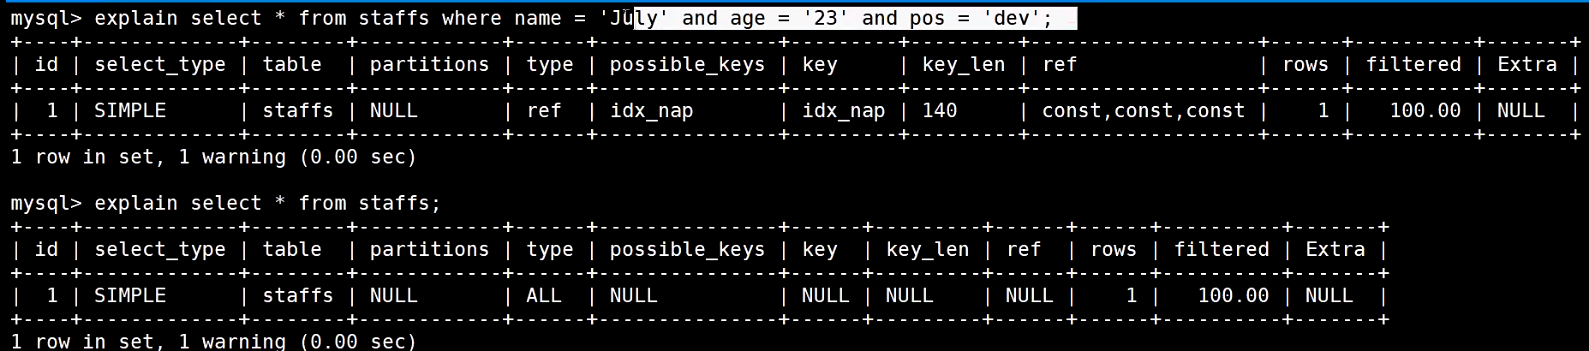 mysql> explain select * from staffs where name = 'July' and age = '23' and pos = 'dev';
+----+-------------+--------+------------+------+---------------+---------+---------+-------------------+------+----------+-------+
| id | select_type | table  | partitions | type | possible_keys | key     | key_len | ref               | rows | filtered | Extra |
+----+-------------+--------+------------+------+---------------+---------+---------+-------------------+------+----------+-------+
|  1 | SIMPLE      | staffs | NULL       | ref  | idx_nap       | idx_nap | 140     | const,const,const |    1 |   100.00 | NULL  |
+----+-------------+--------+------------+------+---------------+---------+---------+-------------------+------+----------+-------+
1 row in set, 1 warning (0.00 sec)
mysql> explain select * from staffs;
+----+-------------+--------+------------+------+---------------+------+---------+------+------+----------+-------+
| id | select_type | table  | partitions | type | possible_keys | key  | key_len | ref  | rows | filtered | Extra |
+----+-------------+--------+------------+------+---------------+------+---------+------+------+----------+-------+
|  1 | SIMPLE      | staffs | NULL       | ALL  | NULL          | NULL | NULL    | NULL |    1 |   100.00 | NULL  |
+----+-------------+--------+------------+------+---------------+------+---------+------+------+----------+-------+
1 row in set, 1 warning (0.00 sec)